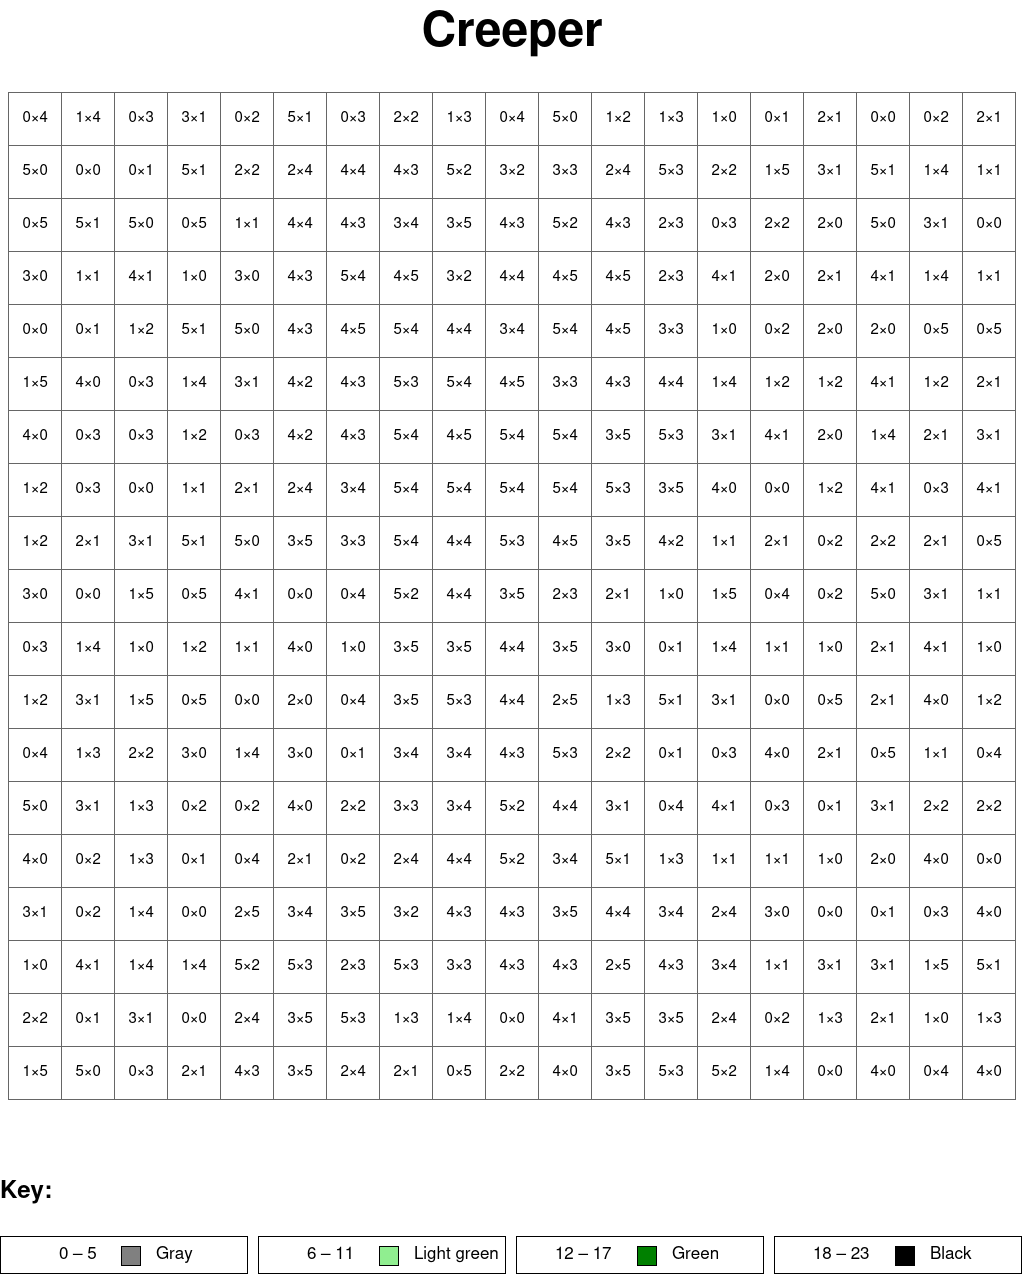 Creeper
0×4 1×4 0×3 3×1 0×2 5×1 0×3 2×2 1×3 0×4 5×0 1×2 1×3 1×0 0×1 2×1 0×0 0×2 2×1
5×0 0×0 0×1 5×1 2×2 2×4 4×4 4×3 5×2 3×2 3×3 2×4 5×3 2×2 1×5 3×1 5×1 1×4 1×1
0×5 5×1 5×0 0×5 1×1 4×4 4×3 3×4 3×5 4×3 5×2 4×3 2×3 0×3 2×2 2×0 5×0 3×1 0×0
3×0 1×1 4×1 1×0 3×0 4×3 5×4 4×5 3×2 4×4 4×5 4×5 2×3 4×1 2×0 2×1 4×1 1×4 1×1
0×0 0×1 1×2 5×1 5×0 4×3 4×5 5×4 4×4 3×4 5×4 4×5 3×3 1×0 0×2 2×0 2×0 0×5 0×5
1×5 4×0 0×3 1×4 3×1 4×2 4×3 5×3 5×4 4×5 3×3 4×3 4×4 1×4 1×2 1×2 4×1 1×2 2×1
4×0 0×3 0×3 1×2 0×3 4×2 4×3 5×4 4×5 5×4 5×4 3×5 5×3 3×1 4×1 2×0 1×4 2×1 3×1
1×2 0×3 0×0 1×1 2×1 2×4 3×4 5×4 5×4 5×4 5×4 5×3 3×5 4×0 0×0 1×2 4×1 0×3 4×1
1×2 2×1 3×1 5×1 5×0 3×5 3×3 5×4 4×4 5×3 4×5 3×5 4×2 1×1 2×1 0×2 2×2 2×1 0×5
3×0 0×0 1×5 0×5 4×1 0×0 0×4 5×2 4×4 3×5 2×3 2×1 1×0 1×5 0×4 0×2 5×0 3×1 1×1
0×3 1×4 1×0 1×2 1×1 4×0 1×0 3×5 3×5 4×4 3×5 3×0 0×1 1×4 1×1 1×0 2×1 4×1 1×0
1×2 3×1 1×5 0×5 0×0 2×0 0×4 3×5 5×3 4×4 2×5 1×3 5×1 3×1 0×0 0×5 2×1 4×0 1×2
0×4 1×3 2×2 3×0 1×4 3×0 0×1 3×4 3×4 4×3 5×3 2×2 0×1 0×3 4×0 2×1 0×5 1×1 0×4
5×0 3×1 1×3 0×2 0×2 4×0 2×2 3×3 3×4 5×2 4×4 3×1 0×4 4×1 0×3 0×1 3×1 2×2 2×2
4×0 0×2 1×3 0×1 0×4 2×1 0×2 2×4 4×4 5×2 3×4 5×1 1×3 1×1 1×1 1×0 2×0 4×0 0×0
3×1 0×2 1×4 0×0 2×5 3×4 3×5 3×2 4×3 4×3 3×5 4×4 3×4 2×4 3×0 0×0 0×1 0×3 4×0
1×0 4×1 1×4 1×4 5×2 5×3 2×3 5×3 3×3 4×3 4×3 2×5 4×3 3×4 1×1 3×1 3×1 1×5 5×1
2×2 0×1 3×1 0×0 2×4 3×5 5×3 1×3 1×4 0×0 4×1 3×5 3×5 2×4 0×2 1×3 2×1 1×0 1×3
1×5 5×0 0×3 2×1 4×3 3×5 2×4 2×1 0×5 2×2 4×0 3×5 5×3 5×2 1×4 0×0 4×0 0×4 4×0
Key:
0 – 5 Gray 6 – 11 Light green 12 – 17 Green 18 – 23 Black